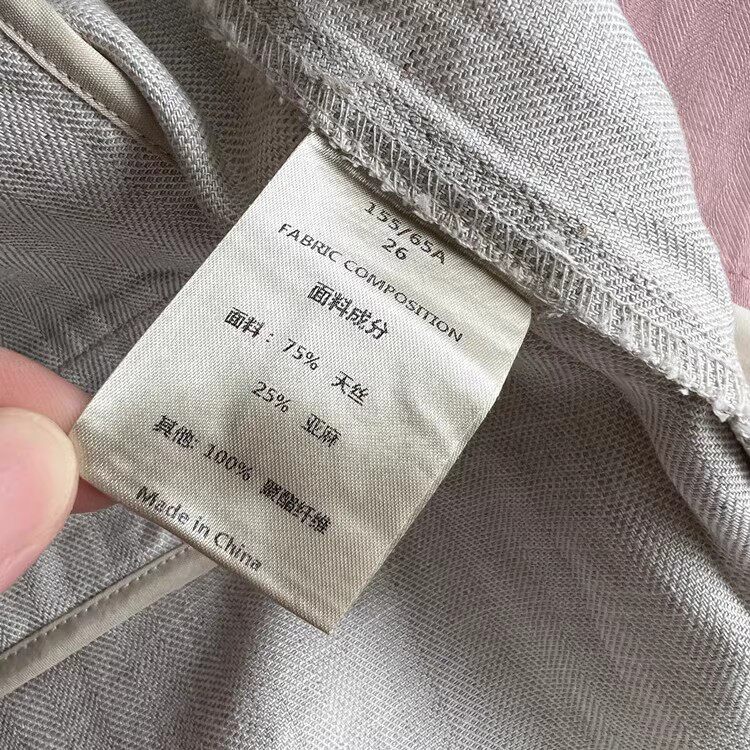 155/65A
26
FABRIC COMPOSITION
面料成分
面料：75% 天丝
25% 亚麻
其他：100% 聚酯纤维
Made in China